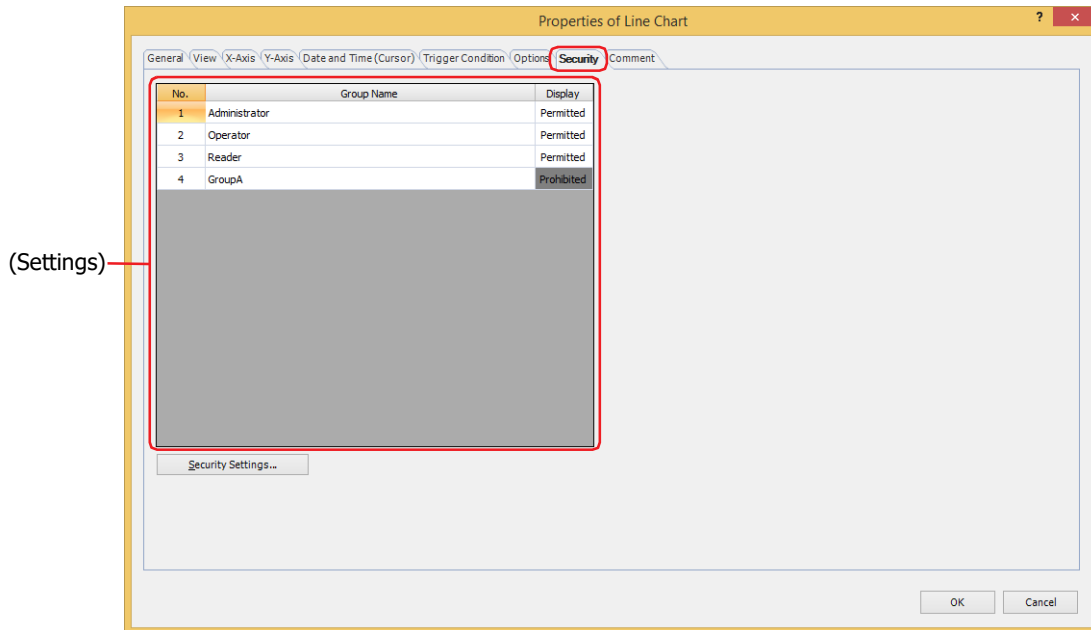 Properties of Line Chart ? ×
General View X-Axis Y-Axis Date and Time (Cursor) Trigger Condition Options Security Comment
No. Group Name Display
1 Administrator Permitted
2 Operator Permitted
3 Reader Permitted
4 GroupA Prohibited
(Settings)
Security Settings...
OK Cancel